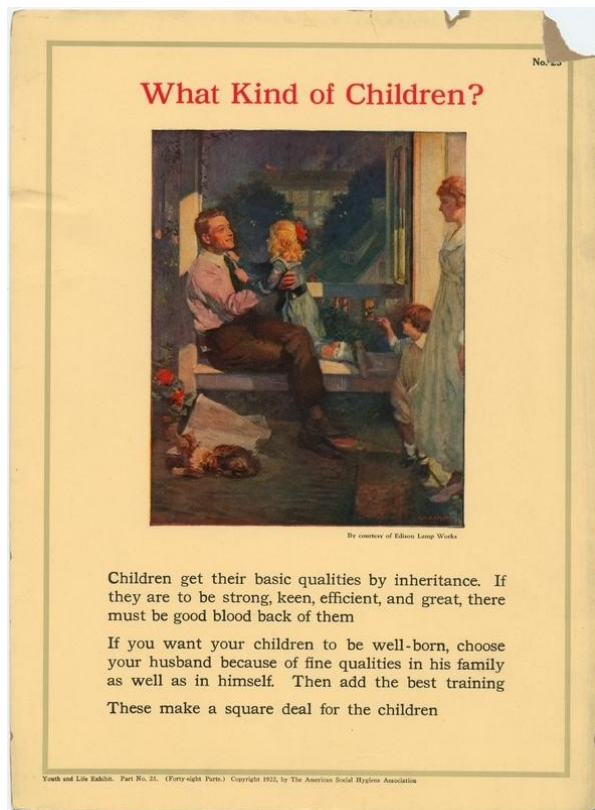 No. 25
What Kind of Children?
By courtesy of Edison Lamp Works
Children get their basic qualities by inheritance. If
they are to be strong, keen, efficient, and great, there
must be good blood back of them
If you want your children to be well-born, choose
your husband because of fine qualities in his family
as well as in himself. Then add the best training
These make a square deal for the children
Youth and Life Exhibit. Part No. 25. (Forty-eight Parts.) Copyright 1922, by The American Social Hygiene Association